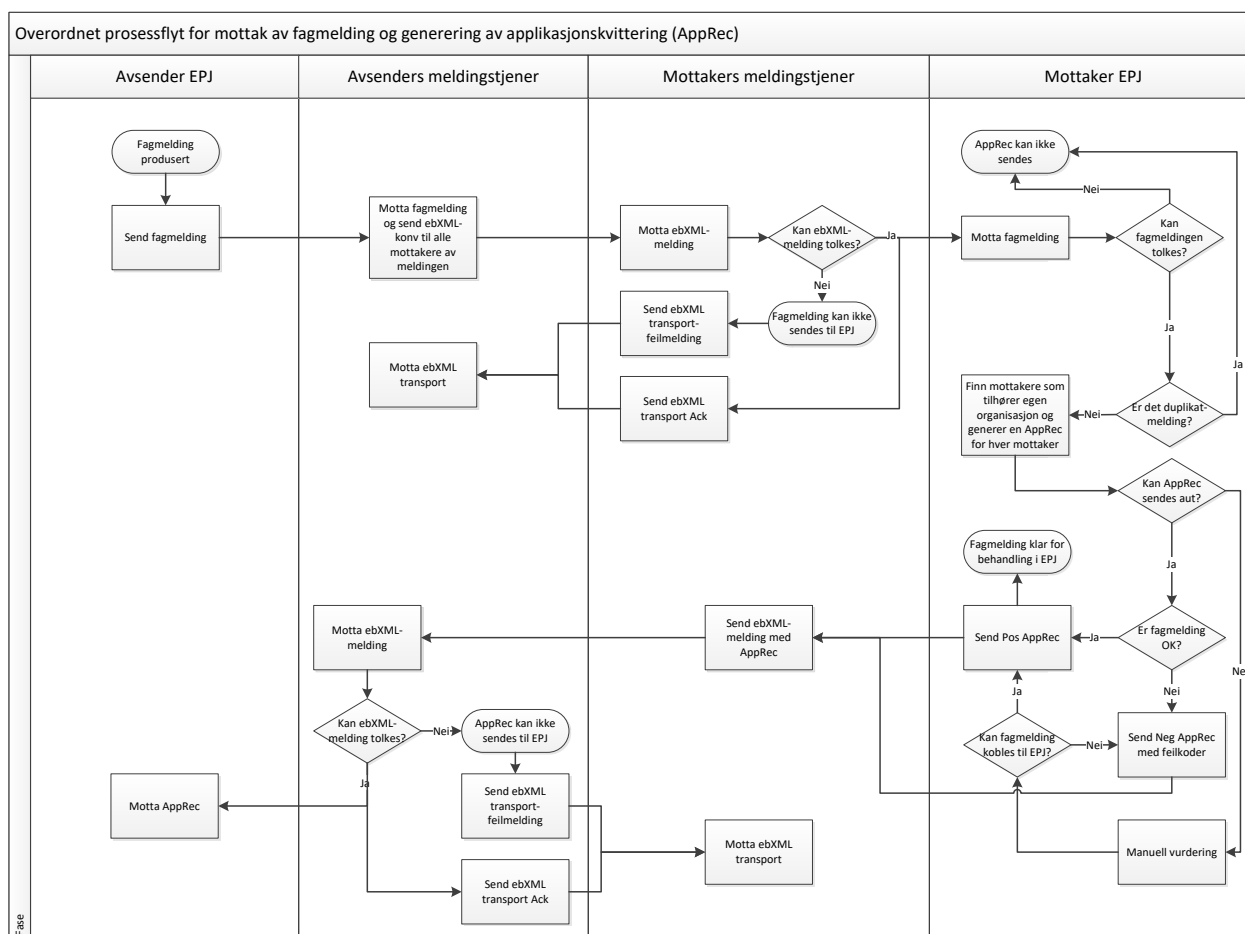 Overordnet prosessflyt for mottak av fagmelding og generering av applikasjonskvittering (AppRec)
Avsender EPJ
Avsenders meldingstjener
Mottakers meldingstjener
Mottaker EPJ
Fagmelding
produsert
AppRec kan ikke
sendes
Nei
Send fagmelding
Motta fagmelding
og send ebXML-
konv til alle
mottakere av
meldingen
Motta ebXML-
melding
Kan ebXML-
melding tolkes?
Ja
Motta fagmelding
Kan
fagmeldingen
tolkes?
Nei
Fagmelding kan ikke
sendes til EPJ
Send ebXML
transport-
feilmelding
Ja
Ja
Motta ebXML
transport
Send ebXML
transport Ack
Finn mottakere som
tilhører egen
organisasjon og
generer en AppRec
for hver mottaker
Nei
Er det duplikat-
melding?
Kan AppRec
sendes aut?
Fagmelding klar for
behandling i EPJ
Ja
Motta ebXML-
melding
Send ebXML-
melding med
AppRec
Send Pos AppRec
Ja
Er fagmelding
OK?
Ne
Ja
Nei
Kan ebXML-
melding tolkes?
Nei
AppRec kan ikke
sendes til EPJ
Kan fagmelding
kobles til EPJ?
Nei
Send Neg AppRec
med feilkoder
Ja
Motta AppRec
Send ebXML
transport-
feilmelding
Motta ebXML
transport
Manuell vurdering
Send ebXML
transport Ack
Fase